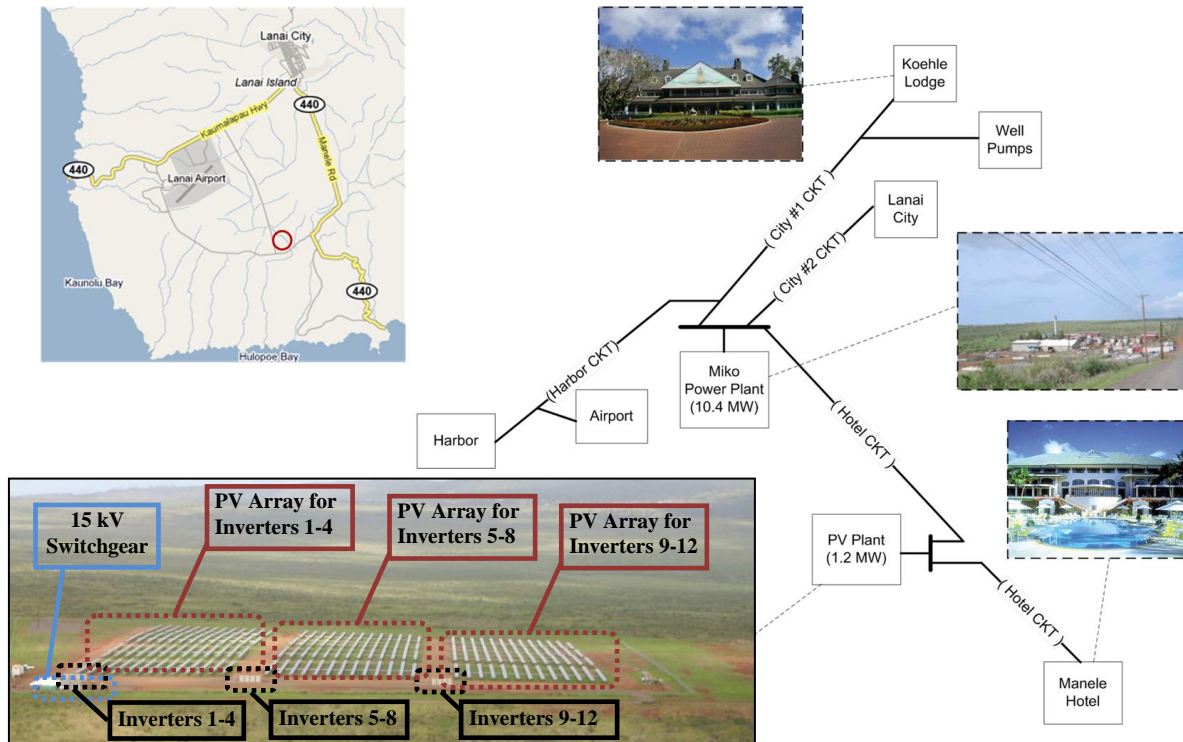 Lanai City
Lanai Island
440
Kaumalapau Hwy
440
Lanai Airport
Manele Rd
Kaunolu Bay
440
Hulopoe Bay
Koehle
Lodge
Well
Pumps
( City #1 CKT )
Lanai
City
( City #2 CKT)
Miko
Power Plant
(10.4 MW)
(Harbor CKT)
Airport
Harbor
( Hotel CKT )
PV Plant
(1.2 MW)
( Hotel CKT )
Manele
Hotel
15 kV
Switchgear
PV Array for
Inverters 1-4
PV Array for
Inverters 5-8
PV Array for
Inverters 9-12
Inverters 1-4
Inverters 5-8
Inverters 9-12